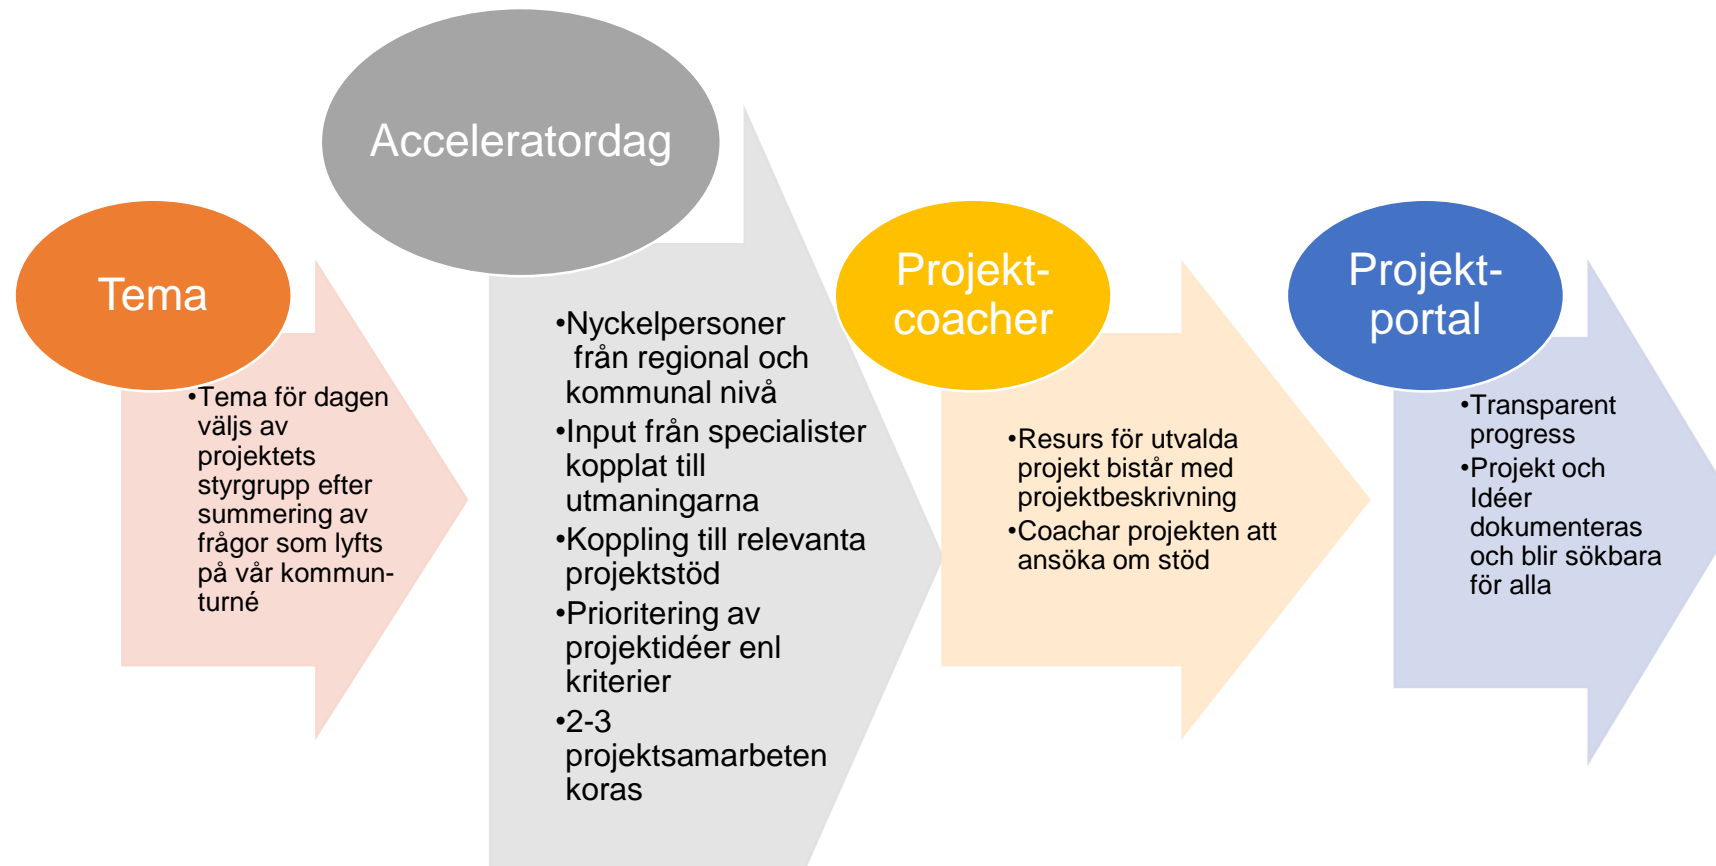 Tema
•Tema för dagen
väljs av
projektets
styrgrupp efter
summering av
frågor som lyfts
på vår kommun-
turné
Acceleratordag
•Nyckelpersoner
från regional och
kommunal nivå
•Input från specialister
kopplat till
utmaningarna
•Koppling till relevanta
projektstöd
•Prioritering av
projektidéer enl
kriterier
•2-3
projektsamarbeten
koras
Projekt-
coacher
•Resurs för utvalda
projekt bistår med
projektbeskrivning
•Coachar projekten att
ansöka om stöd
Projekt-
portal
•Transparent
progress
•Projekt och
Idéer
dokumenteras
och blir sökbara
för alla